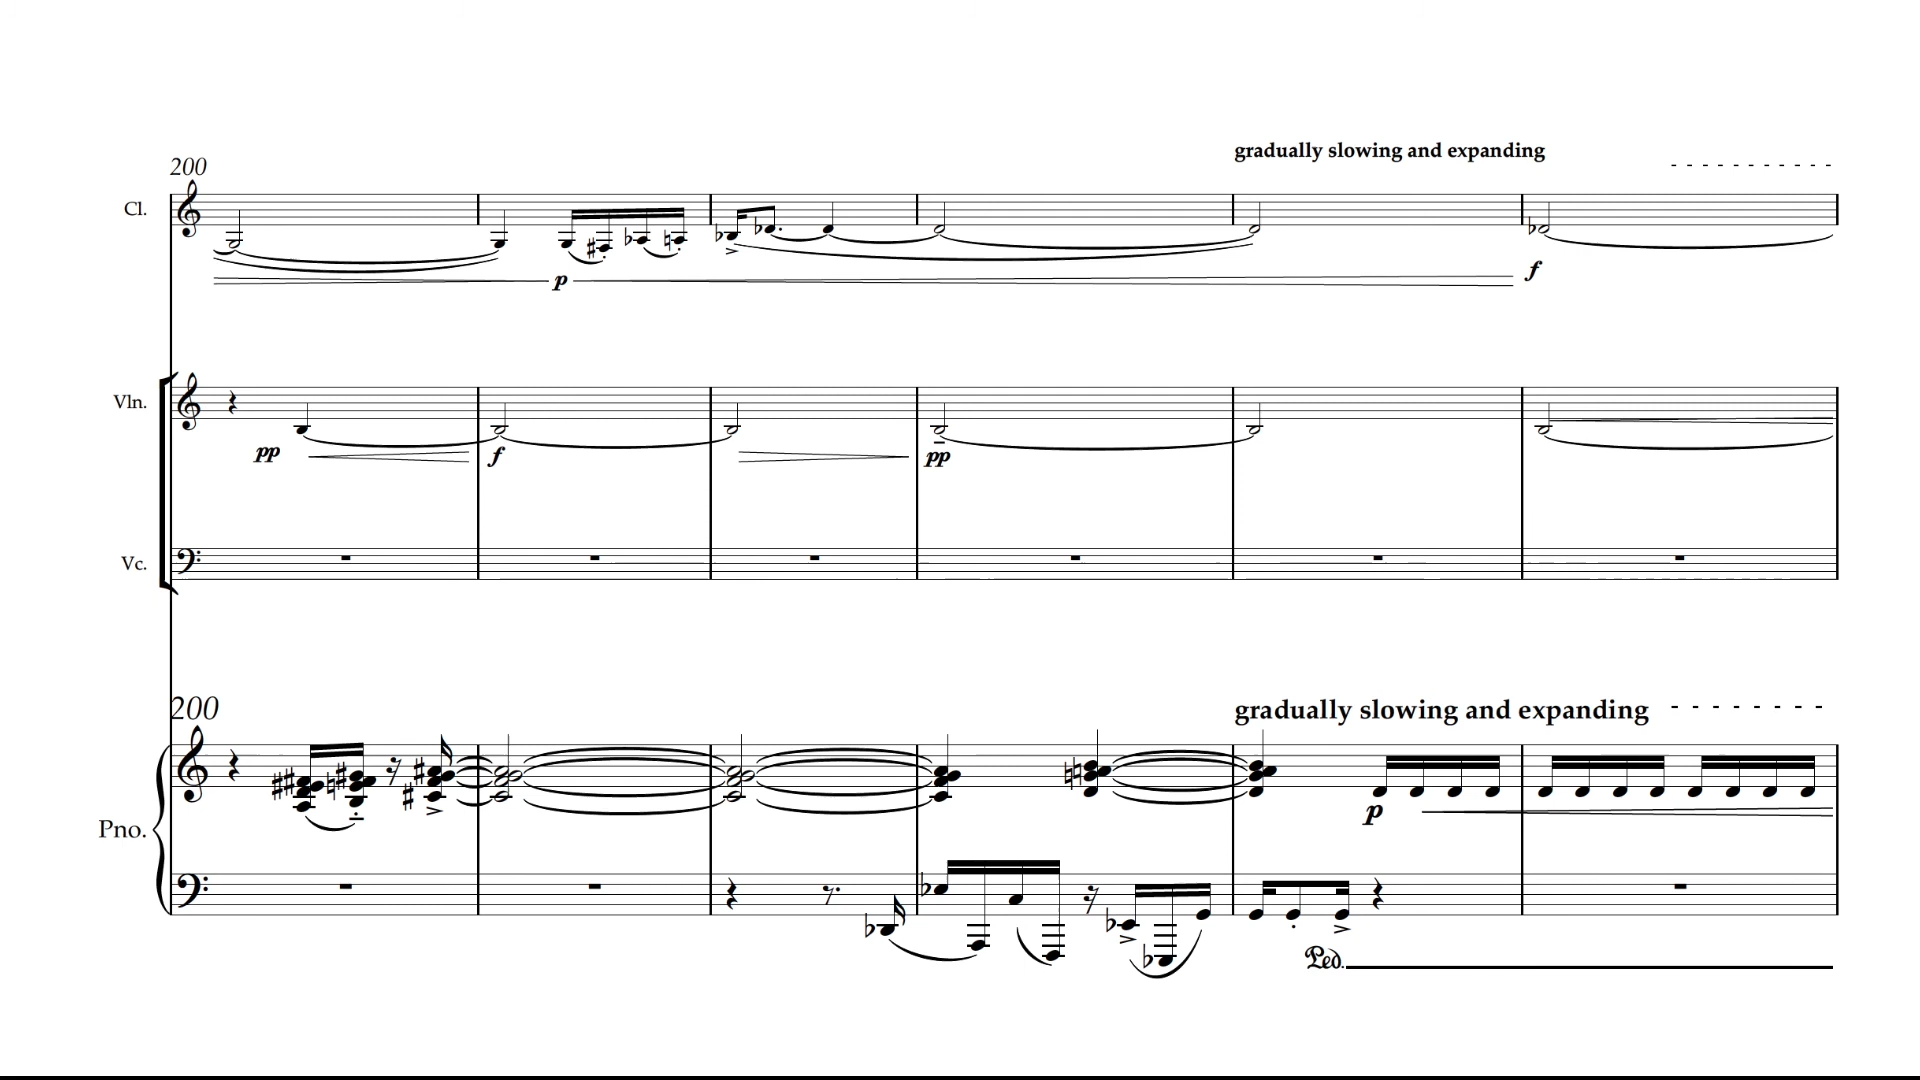 gradually slowing and expanding
200
Cl.
p
f
Vln.
pp
f
pp
Vc.
200
gradually slowing and expanding
p
Pno.
Ped.